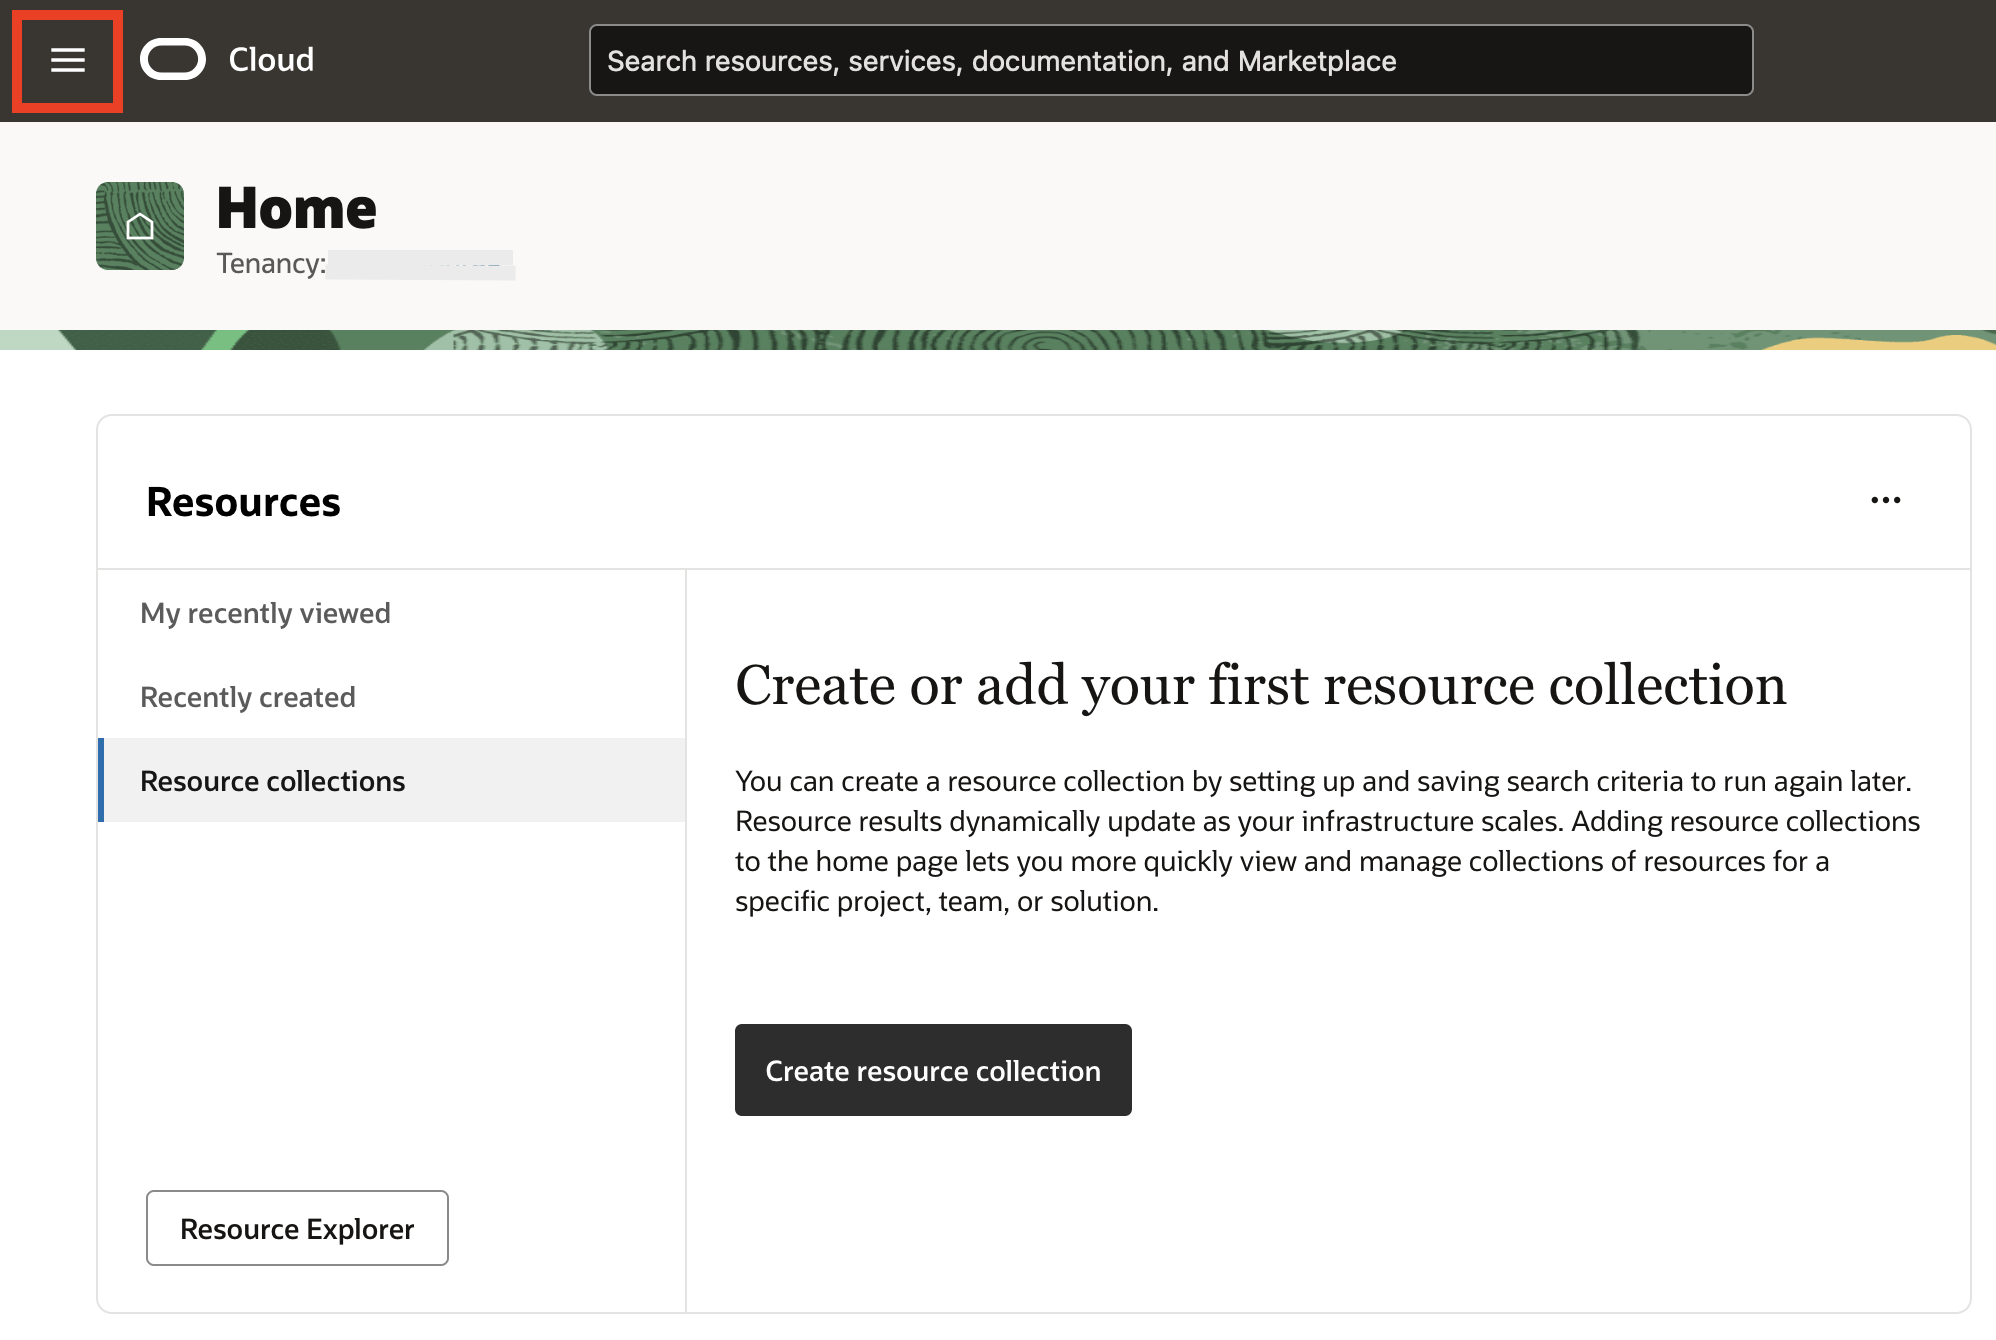 Cloud
Search resources, services, documentation, and Marketplace
Home
Tenancy:
Resources
My recently viewed
Recently created
Resource collections
Resource Explorer
Create or add your first resource collection
You can create a resource collection by setting up and saving search criteria to run again later.
Resource results dynamically update as your infrastructure scales. Adding resource collections
to the home page lets you more quickly view and manage collections of resources for a
specific project, team, or solution.
Create resource collection